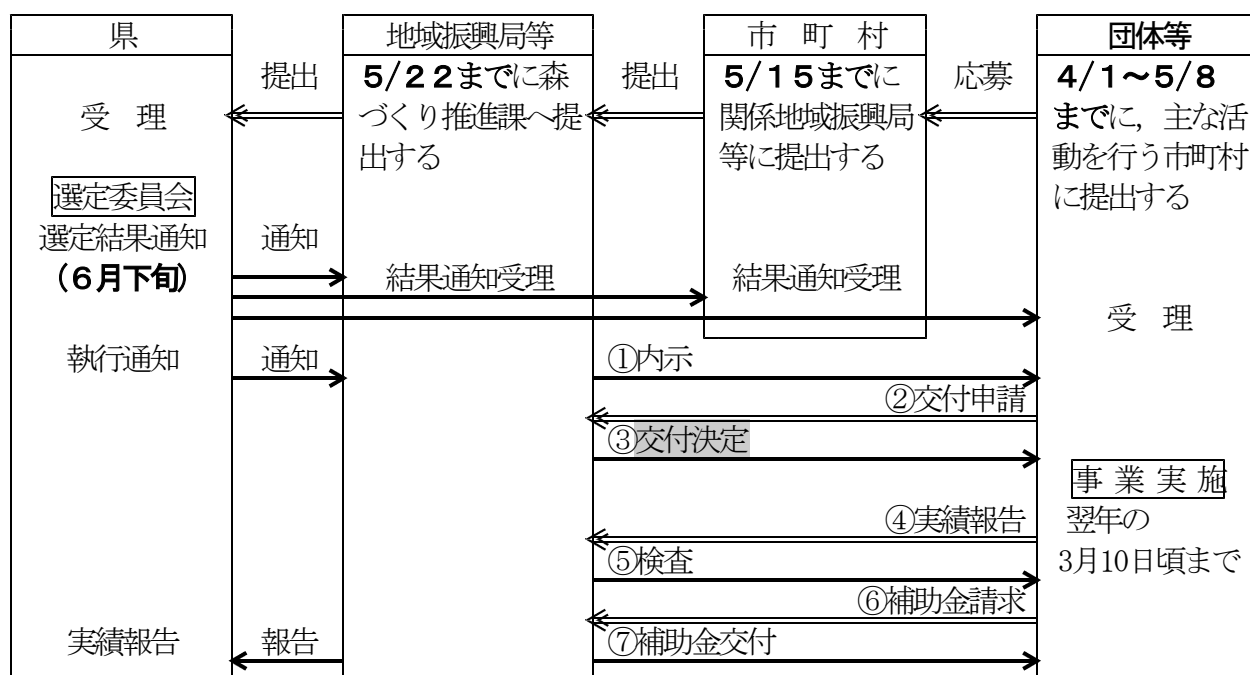 県
地域振興局等
市　町　村
団体等
提出
提出
応募
受　理
5/22までに森
づくり推進課へ提
出する
5/15までに
関係地域振興局
等に提出する
4/1～5/8
までに，主な活
動を行う市町村
に提出する
選定委員会
選定結果通知
(6月下旬)
通知
結果通知受理
結果通知受理
受　理
執行通知
通知
①内示
②交付申請
③交付決定
事 業 実 施
翌年の
3月10日頃まで
④実績報告
⑤検査
⑥補助金請求
実績報告
報告
⑦補助金交付